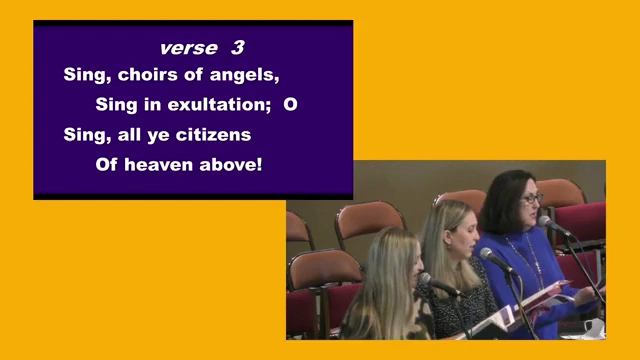 verse 3
Sing, choirs of angels,
Sing in exultation; O
Sing, all ye citizens
Of heaven above!